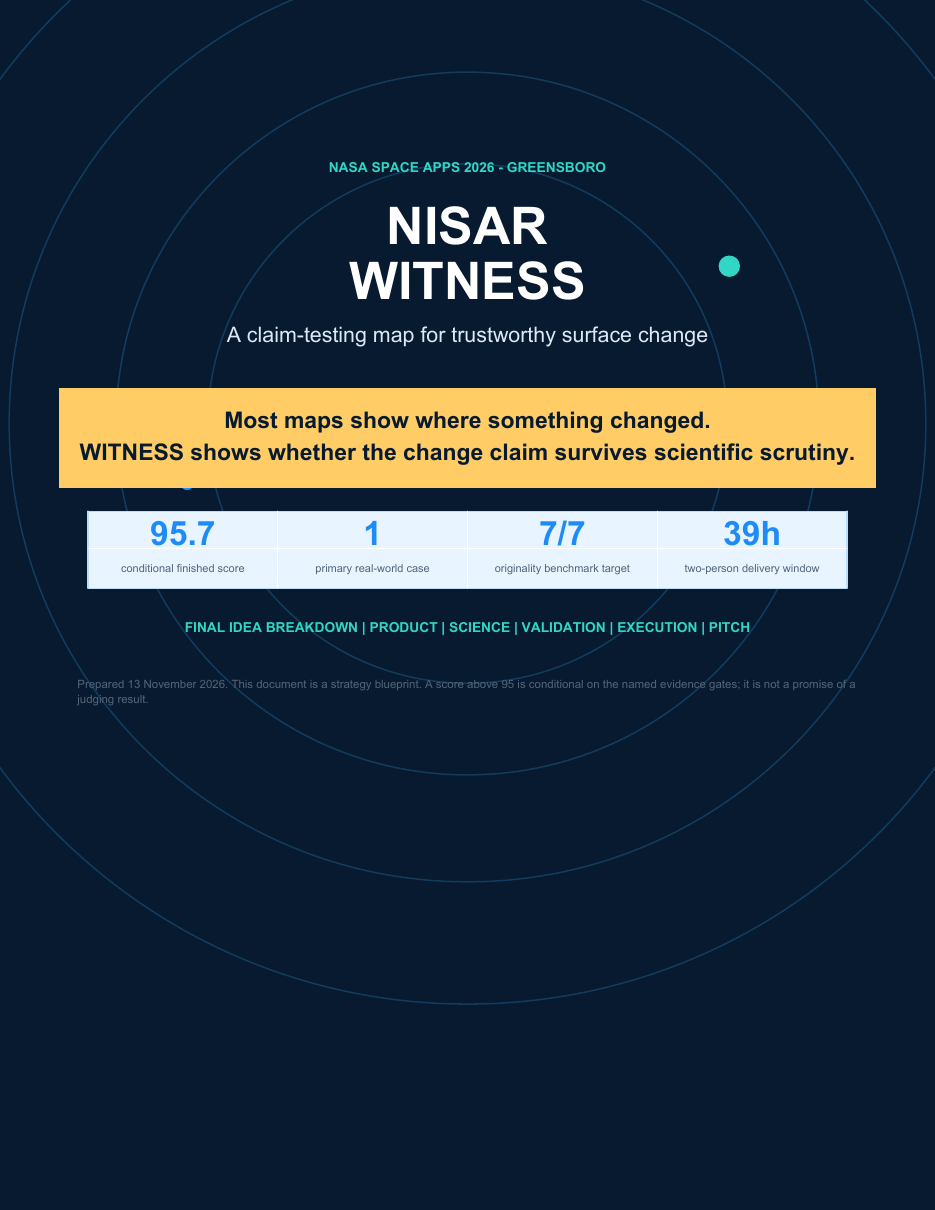 NASA SPACE APPS 2026 - GREENSBORO
NISAR
WITNESS
A claim-testing map for trustworthy surface change
Most maps show where something changed.
WITNESS shows whether the change claim survives scientific scrutiny.
95.7 1 7/7 39h
conditional finished score primary real-world case originality benchmark target two-person delivery window
FINAL IDEA BREAKDOWN | PRODUCT | SCIENCE | VALIDATION | EXECUTION | PITCH
Prepared 13 November 2026. This document is a strategy blueprint. A score above 95 is conditional on the named evidence gates; it is not a promise of a
judging result.